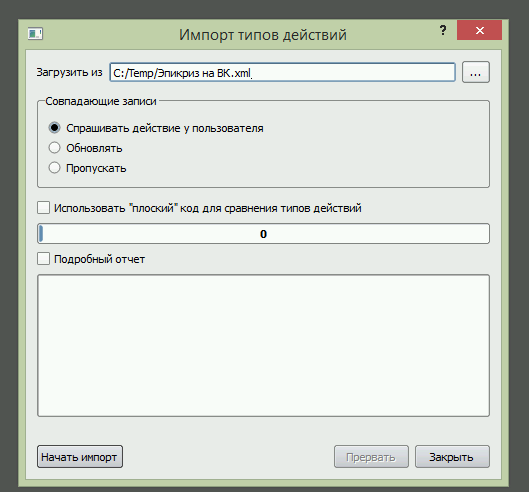 Импорт типов действий
?
Загрузить из C:/Temp/Эпикриз на ВК.xml ...
Совпадающие записи
Спрашивать действие у пользователя
Обновлять
Пропускать
Использовать "плоский" код для сравнения типов действий
0
Подробный отчет
Начать импорт Прервать Закрыть